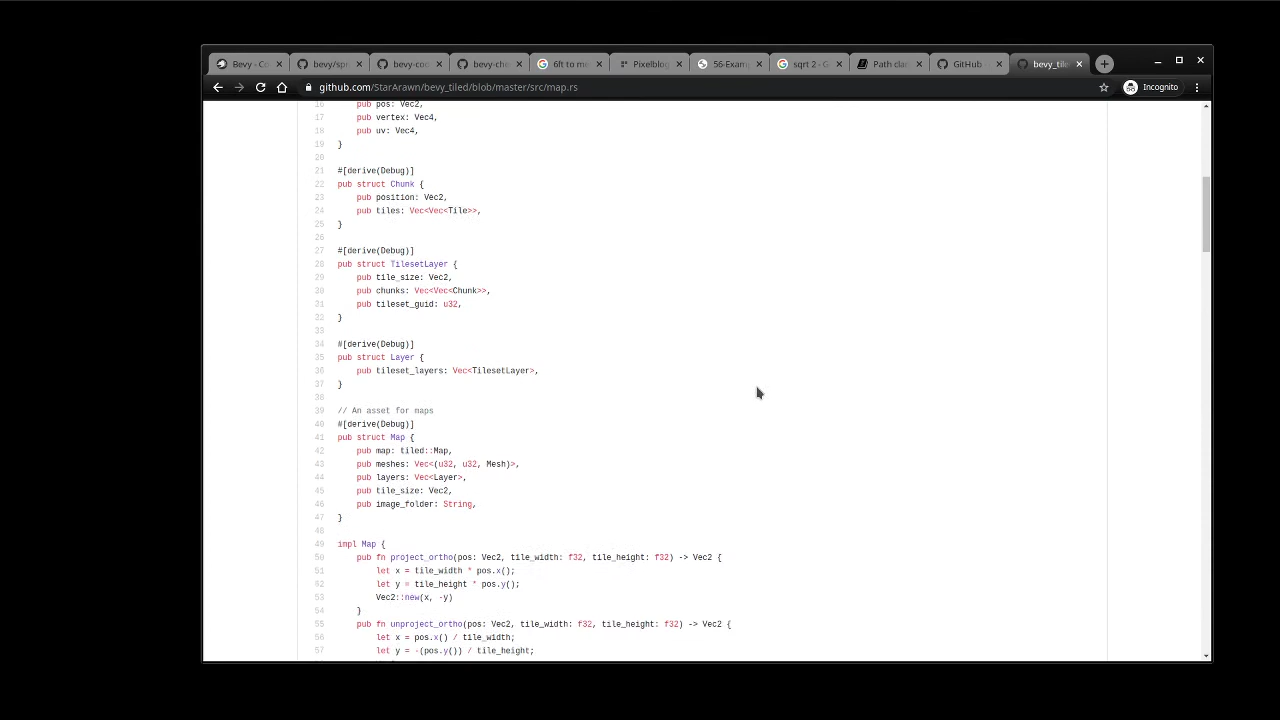 Bevy - Co
bevy/spr
bevy-coo
bevy-che
6ft to me
Pixelblog
56-Examp
sqrt 2 - G
Path clas
GitHub
bevy_tile
github.com/StarArawn/bevy_tiled/blob/master/src/map.rs
Incognito
16 pub pos: Vec2,
17 pub vertex: Vec4,
18 pub uv: Vec4,
19 }
20
21 #[derive(Debug)]
22 pub struct Chunk {
23 pub position: Vec2,
24 pub tiles: Vec<Vec<Tile>>,
25 }
26
27 #[derive(Debug)]
28 pub struct TilesetLayer {
29 pub tile_size: Vec2,
30 pub chunks: Vec<Vec<Chunk>>,
31 pub tileset_guid: u32,
32 }
33
34 #[derive(Debug)]
35 pub struct Layer {
36 pub tileset_layers: Vec<TilesetLayer>,
37 }
38
39 // An asset for maps
40 #[derive(Debug)]
41 pub struct Map {
42 pub map: tiled::Map,
43 pub meshes: Vec<(u32, u32, Mesh)>,
44 pub layers: Vec<Layer>,
45 pub tile_size: Vec2,
46 pub image_folder: String,
47 }
48
49 impl Map {
50 pub fn project_ortho(pos: Vec2, tile_width: f32, tile_height: f32) -> Vec2 {
51 let x = tile_width * pos.x();
52 let y = tile_height * pos.y();
53 Vec2::new(x, -y)
54 }
55 pub fn unproject_ortho(pos: Vec2, tile_width: f32, tile_height: f32) -> Vec2 {
56 let x = pos.x() / tile_width;
57 let y = -(pos.y()) / tile_height;